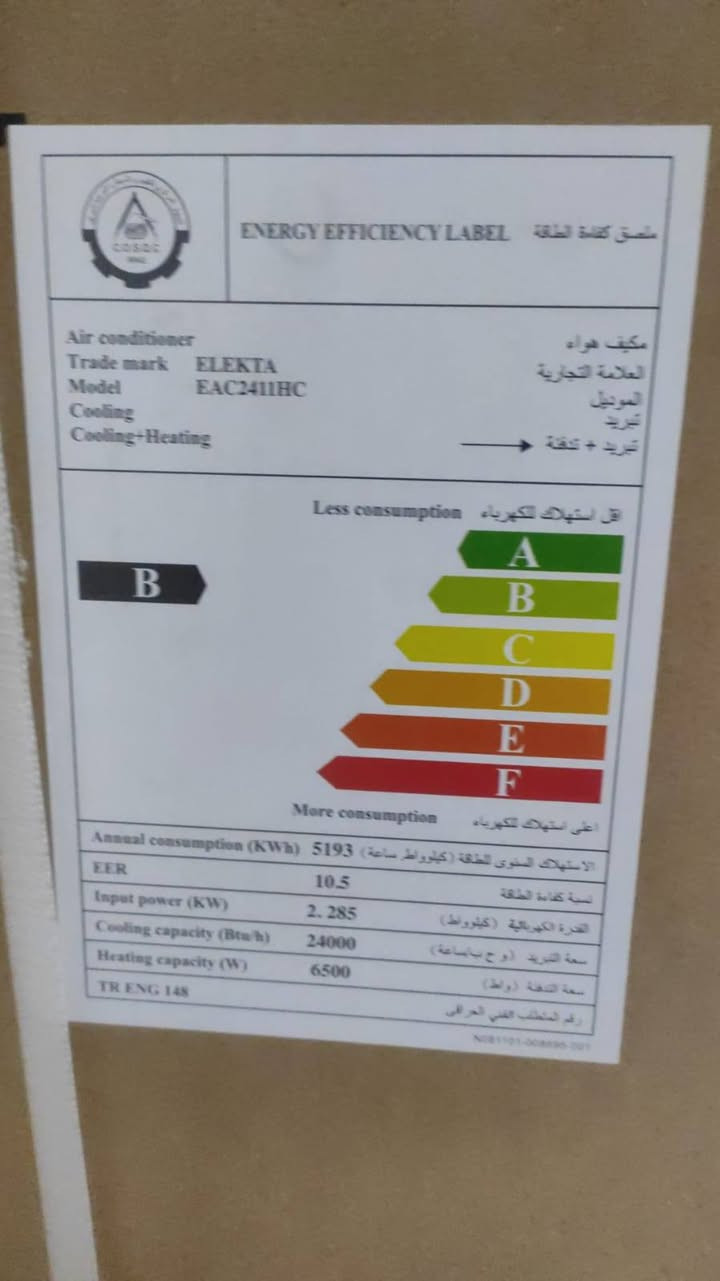 COSQC
ENERGY EFFICIENCY LABEL ملصق كفاءة الطاقة
Air conditioner مكيف هواء
Trade mark ELEKTA العلامة التجارية
Model EAC2411HC الموديل
Cooling تبريد
Cooling+Heating تبريد + تدفئة
Less consumption اقل استهلاك للكهرباء
A
B B
C
D
E
F
More consumption اعلى استهلاك للكهرباء
Annual consumption (KWh) 5193 الاستهلاك السنوي للطاقة (كيلوواط ساعة)
EER 10.5 نسبة كفاءة الطاقة
Input power (KW) 2. 285 القدرة الكهربائية (كيلوواط)
Cooling capacity (Btu/h) 24000 سعة التبريد (و ح ب/ساعة)
Heating capacity (W) 6500 سعة التدفئة (واط)
TR ENG 148 رقم المتطلب الفني العراقي